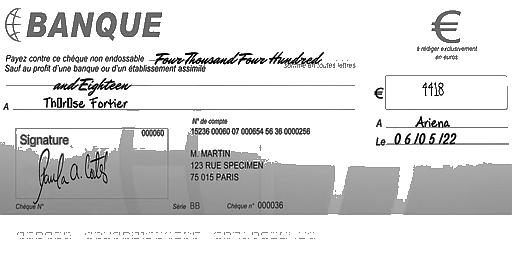 BANQUE
€
à rédiger exclusivement
en euros
Payez contre ce chèque non endossable Four Thousand Four Hundred
Sauf au profit d'une banque ou d'un établissement assimilé
somme en toutes lettres
and Eighteen
€ 4418
A Th□r□se Fortier
A Ariena
Le 06/05/22
Signature
000060
N° de compte
15236 00060 07 000654 56 36 0000256
M. MARTIN
123 RUE SPECIMEN
75 015 PARIS
Chèque N°
Série BB
Chèque n° 000036